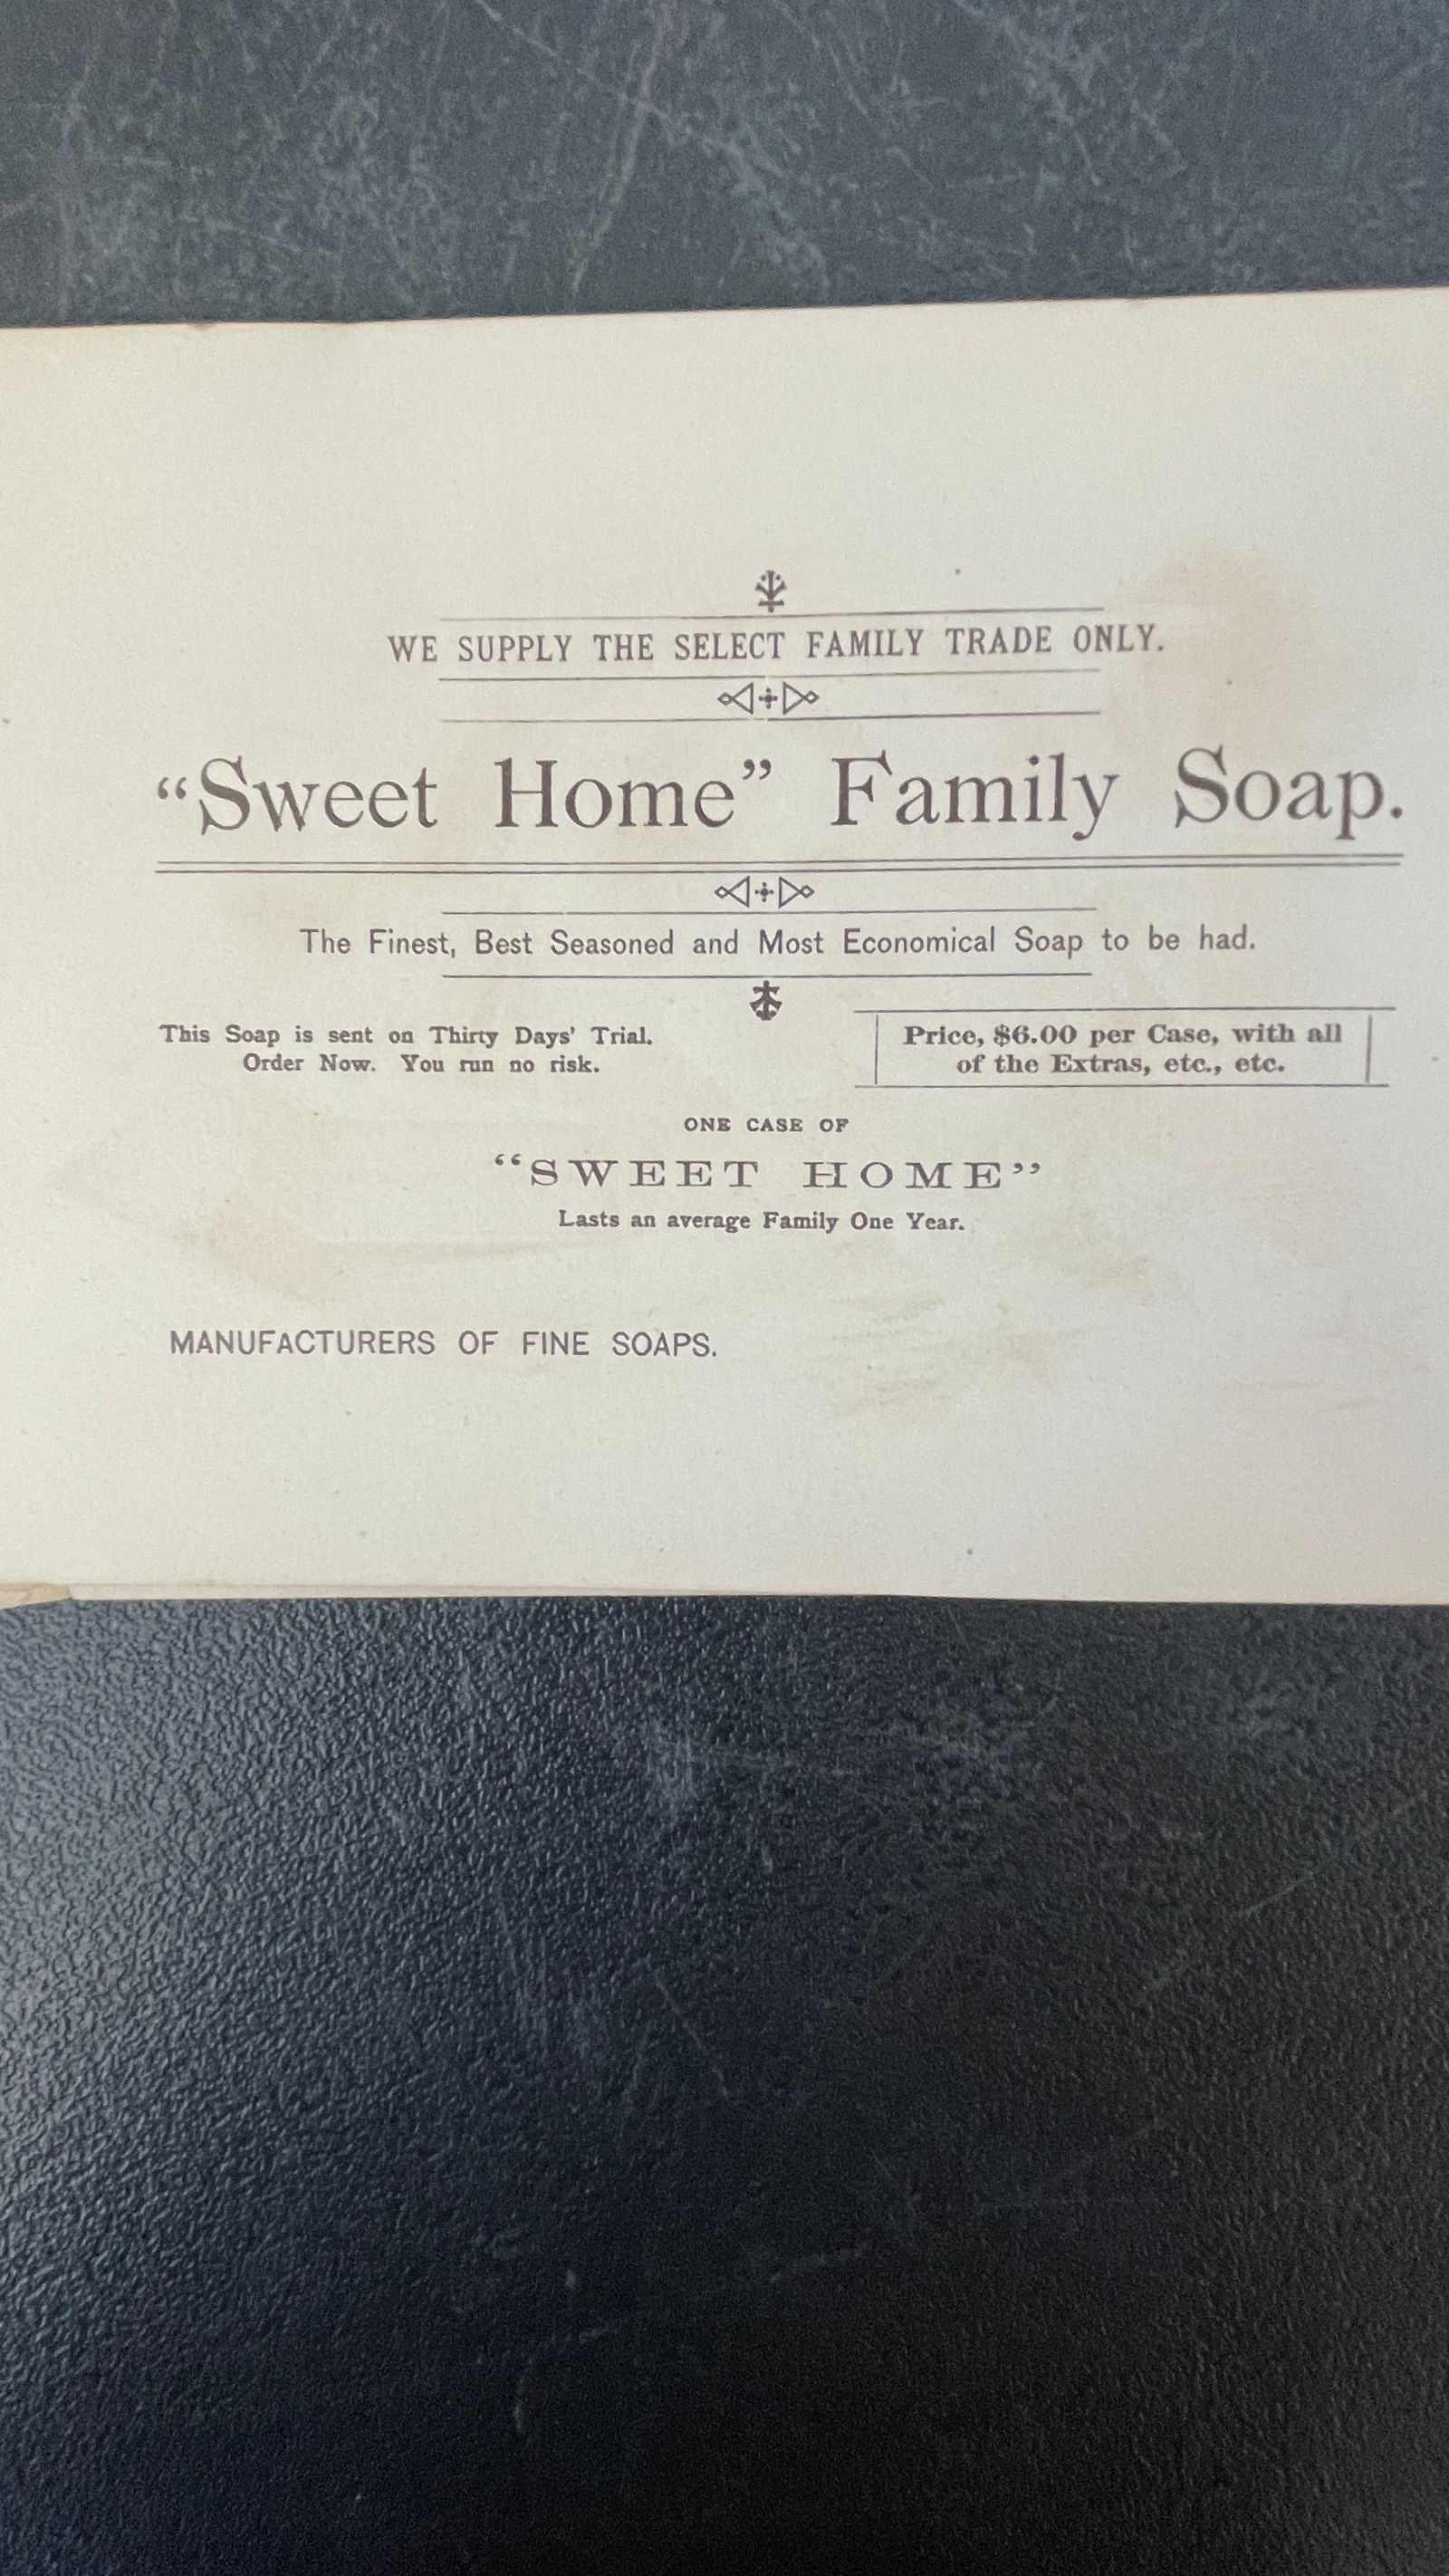 WE SUPPLY THE SELECT FAMILY TRADE ONLY.
“Sweet Home” Family Soap.
The Finest, Best Seasoned and Most Economical Soap to be had.
This Soap is sent on Thirty Days’ Trial.
Order Now. You run no risk.
Price, $6.00 per Case, with all
of the Extras, etc., etc.
ONE CASE OF
“SWEET HOME”
Lasts an average Family One Year.
MANUFACTURERS OF FINE SOAPS.